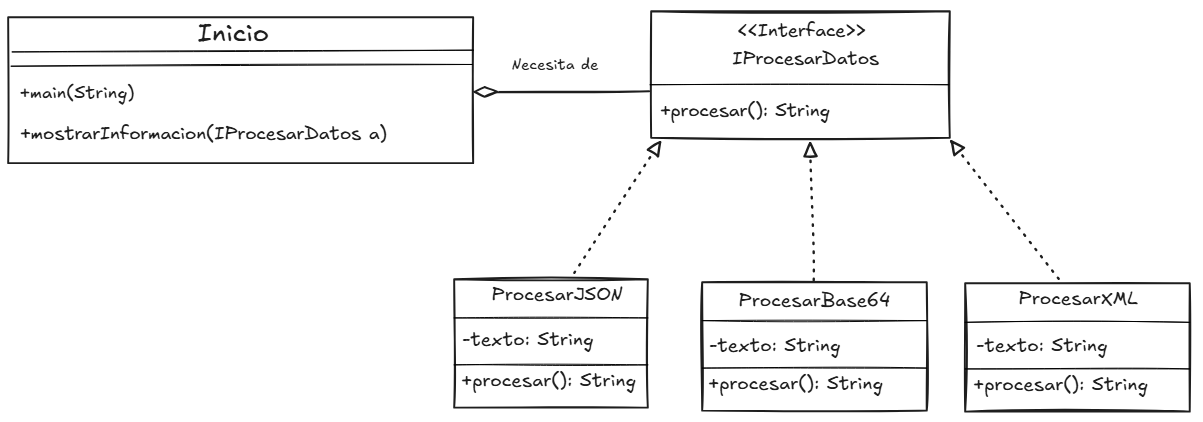 Inicio
+main(String)
+mostrarInformacion(IProcesarDatos a)
Necesita de
<<Interface>>
IProcesarDatos
+procesar(): String
ProcesarJSON
-texto: String
+procesar(): String
ProcesarBase64
-texto: String
+procesar(): String
ProcesarXML
-texto: String
+procesar(): String